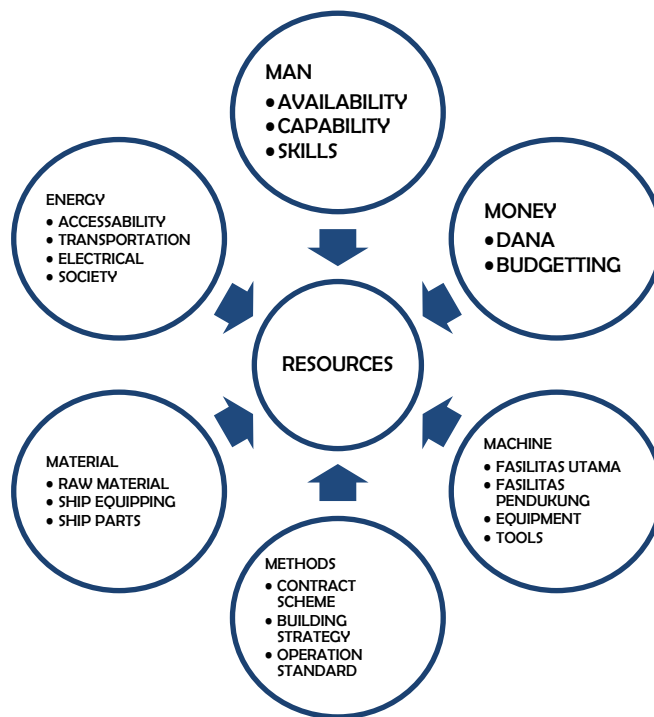 MAN
• AVAILABILITY
• CAPABILITY
• SKILLS
MONEY
• DANA
• BUDGETTING
MACHINE
• FASILITAS UTAMA
• FASILITAS
PENDUKUNG
• EQUIPMENT
• TOOLS
METHODS
• CONTRACT
SCHEME
• BUILDING
STRATEGY
• OPERATION
STANDARD
MATERIAL
• RAW MATERIAL
• SHIP EQUIPPING
• SHIP PARTS
ENERGY
• ACCESSABILITY
• TRANSPORTATION
• ELECTRICAL
• SOCIETY
RESOURCES